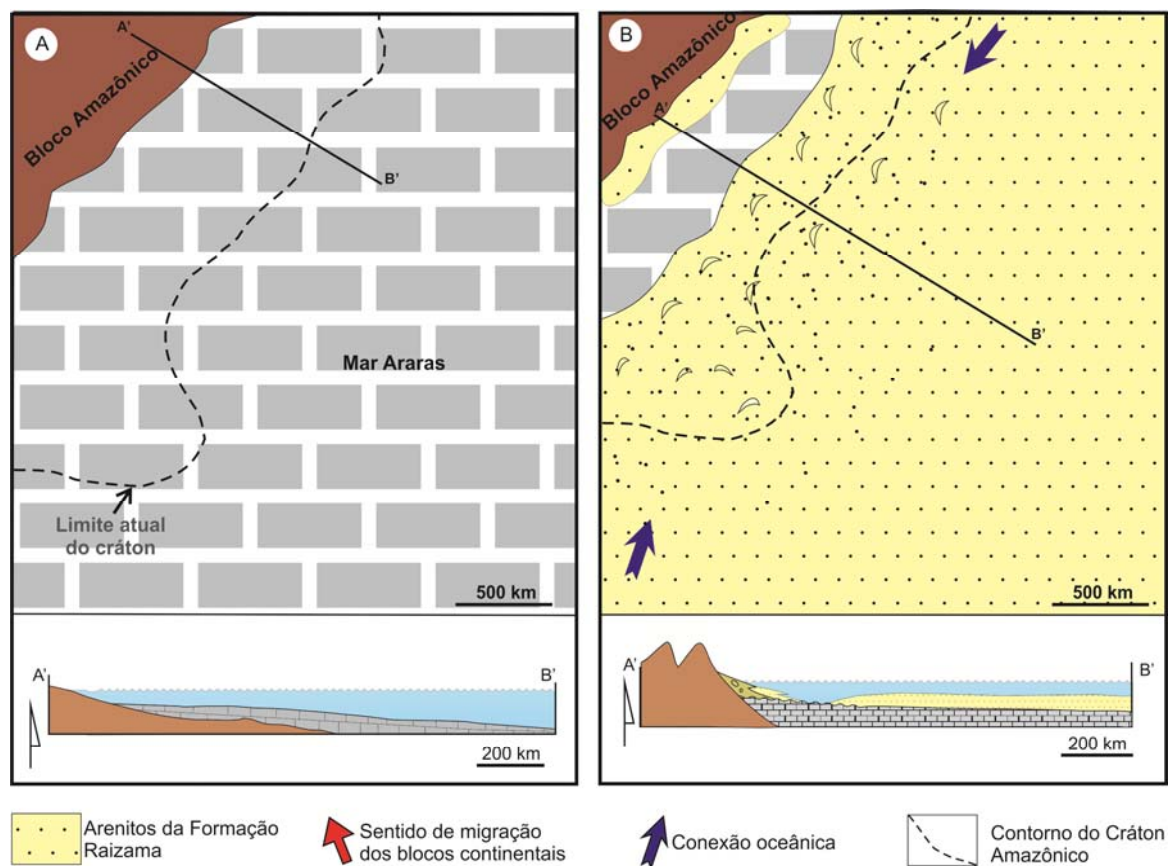 A
A'
Bloco Amazônico
B'
Mar Araras
Limite atual
do cráton
500 km
A'
B'
200 km
B
Bloco Amazônico
A'
B'
500 km
A'
B'
200 km
Arenitos da Formação
Raizama
Sentido de migração
dos blocos continentais
Conexão oceânica
Contorno do Cráton
Amazônico